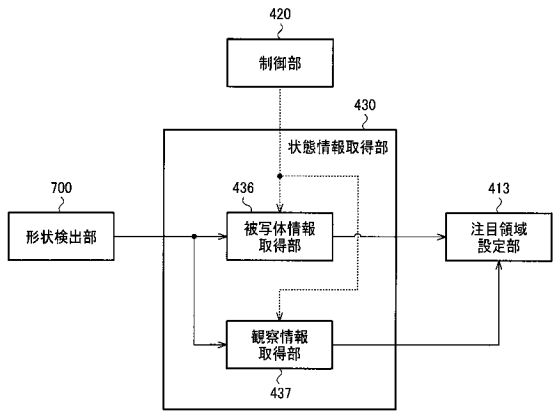 420
制御部
430
状態情報取得部
700
形状検出部
436
被写体情報
取得部
413
注目領域
設定部
観察情報
取得部
437